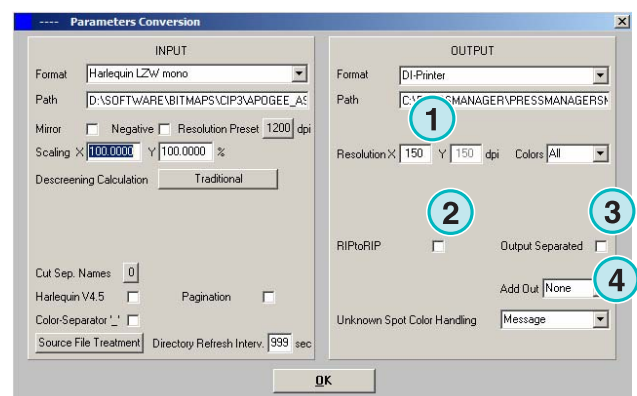 ---- Parameters Conversion
INPUT
Format Harlequin LZW mono
Path D:\SOFTWARE\BITMAPS\CIP3\APOGEE_AS
Mirror Negative Resolution Preset 1200 dpi
Scaling X 100.0000 Y 100.0000 %
Descreening Calculation Traditional
Cut Sep. Names 0
Harlequin V4.5 Pagination
Color-Separator '_'
Source File Treatment Directory Refresh Interv. 999 sec
OUTPUT
Format DI-Printer
Path SMANAGER\PRESSMANAGERSM
1
Resolution X 150 Y 150 dpi Colors All
2 3
RIPtoRIP Output Separated
4
Add Out None
Unknown Spot Color Handling Message
OK